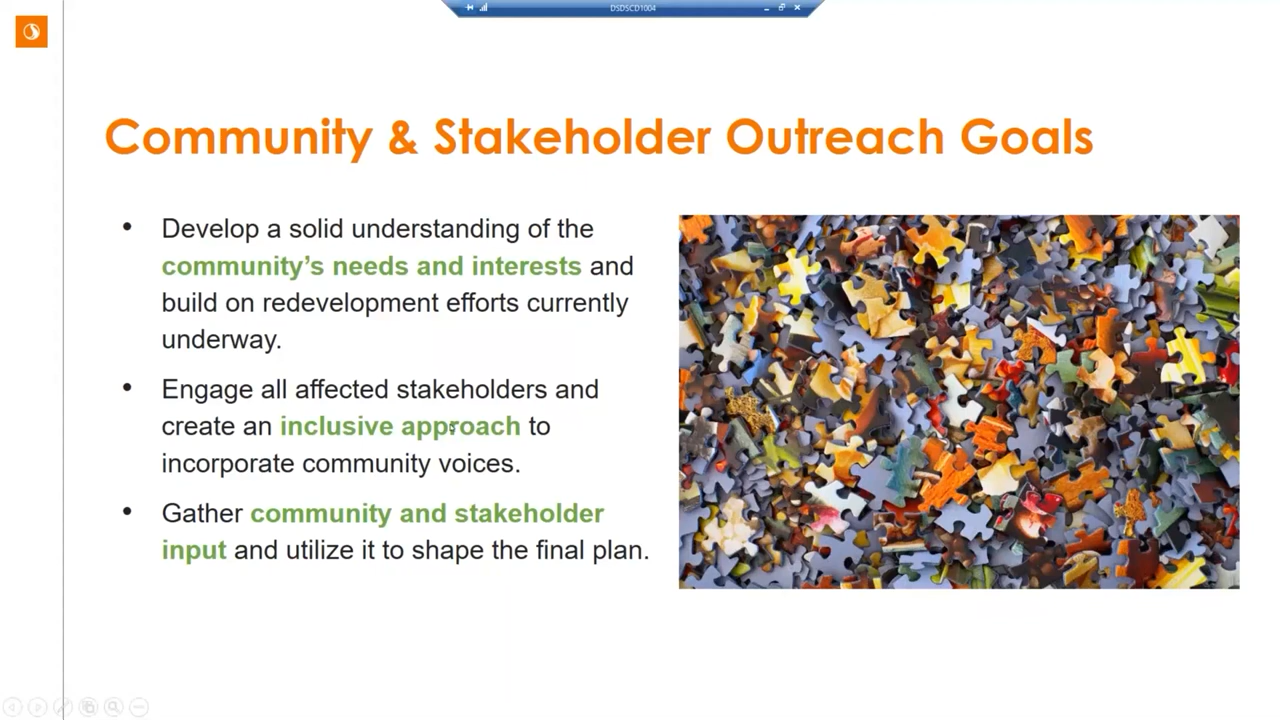 DSDSCD1004
Community & Stakeholder Outreach Goals
• Develop a solid understanding of the
community’s needs and interests and
build on redevelopment efforts currently
underway.
• Engage all affected stakeholders and
create an inclusive approach to
incorporate community voices.
• Gather community and stakeholder
input and utilize it to shape the final plan.